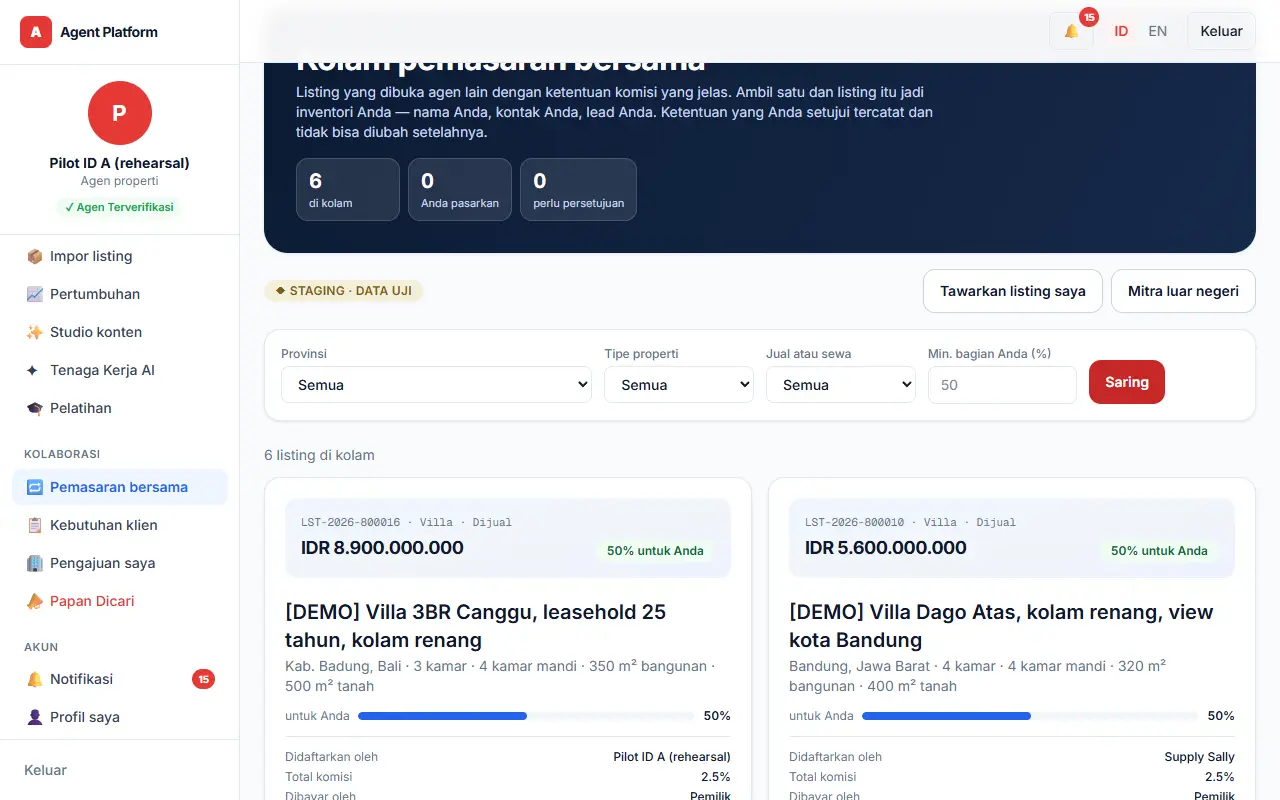 A Agent Platform
15
ID EN
Keluar
P
Pilot ID A (rehearsal)
Agen properti
✓ Agen Terverifikasi
Impor listing
Pertumbuhan
Studio konten
Tenaga Kerja AI
Pelatihan
KOLABORASI
Pemasaran bersama
Kebutuhan klien
Pengajuan saya
Papan Dicari
AKUN
Notifikasi 15
Profil saya
Keluar
Kolam pemasaran bersama
Listing yang dibuka agen lain dengan ketentuan komisi yang jelas. Ambil satu dan listing itu jadi
inventori Anda — nama Anda, kontak Anda, lead Anda. Ketentuan yang Anda setujui tercatat dan
tidak bisa diubah setelahnya.
6
di kolam
0
Anda pasarkan
0
perlu persetujuan
STAGING · DATA UJI
Tawarkan listing saya
Mitra luar negeri
Provinsi
Semua
Tipe properti
Semua
Jual atau sewa
Semua
Min. bagian Anda (%)
50
Saring
6 listing di kolam
LST-2026-800016 · Villa · Dijual
IDR 8.900.000.000
50% untuk Anda
[DEMO] Villa 3BR Canggu, leasehold 25
tahun, kolam renang
Kab. Badung, Bali · 3 kamar · 4 kamar mandi · 350 m² bangunan ·
500 m² tanah
untuk Anda 50%
Didaftarkan oleh Pilot ID A (rehearsal)
Total komisi 2.5%
Dibayar oleh Pemilik
LST-2026-800010 · Villa · Dijual
IDR 5.600.000.000
50% untuk Anda
[DEMO] Villa Dago Atas, kolam renang, view
kota Bandung
Bandung, Jawa Barat · 4 kamar · 4 kamar mandi · 320 m²
bangunan · 400 m² tanah
untuk Anda 50%
Didaftarkan oleh Supply Sally
Total komisi 2.5%
Dibayar oleh Pemilik